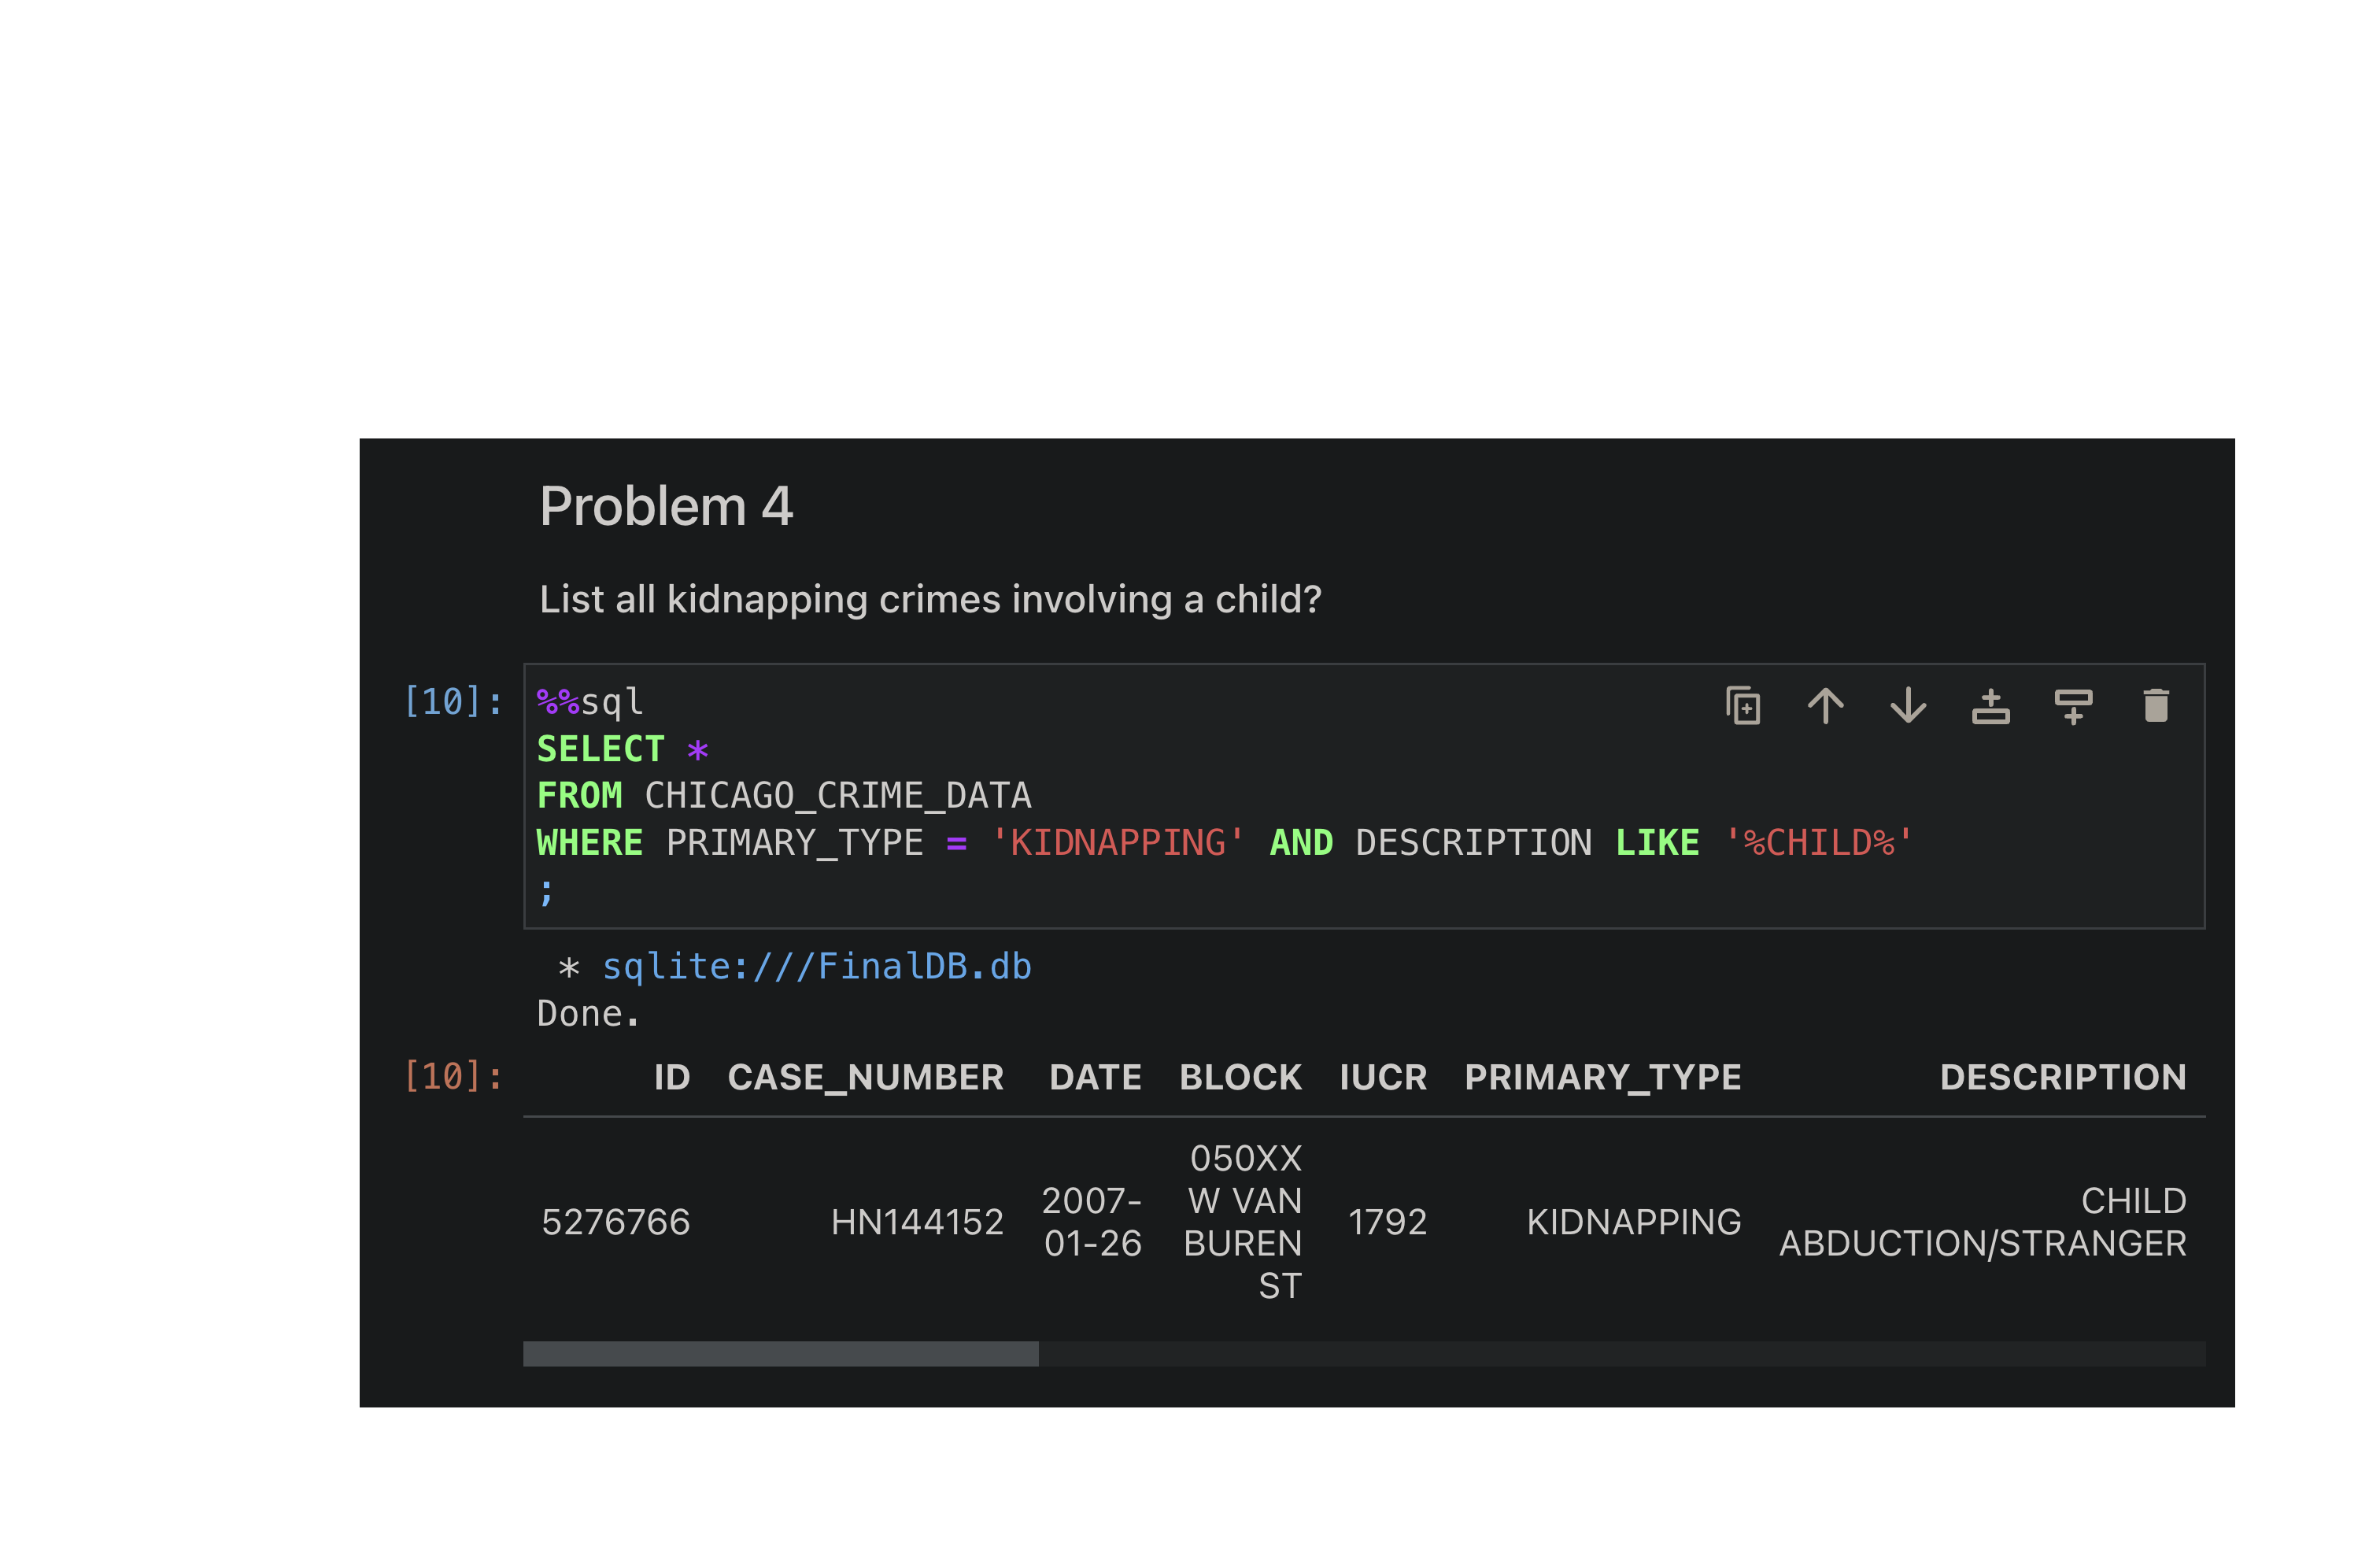 Problem 4
List all kidnapping crimes involving a child?
[10]: %%sql
SELECT *
FROM CHICAGO_CRIME_DATA
WHERE PRIMARY_TYPE = 'KIDNAPPING' AND DESCRIPTION LIKE '%CHILD%'
;
* sqlite:///FinalDB.db
Done.
[10]: ID CASE_NUMBER DATE BLOCK IUCR PRIMARY_TYPE DESCRIPTION
5276766 HN144152
2007-
01-26
050XX
W VAN
BUREN
ST
1792 KIDNAPPING
CHILD
ABDUCTION/STRANGER